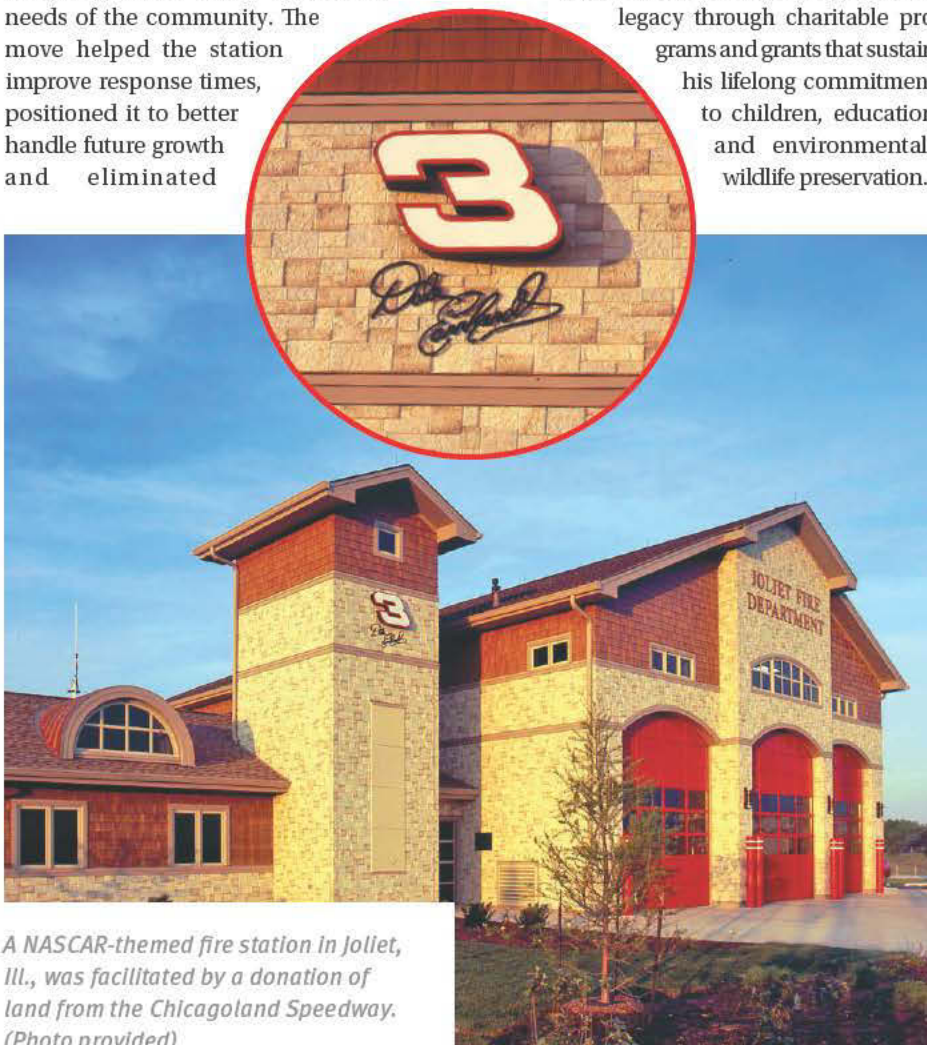 needs of the community. The
move helped the station
improve response times,
positioned it to better
handle future growth
and eliminated
legacy through charitable pro
grams and grants that sustain
his lifelong commitmen
to children, education
and environmental
wildlife preservation.
3
Dale
Earnhardt
3
JOLIET FIRE
DEPARTMENT
A NASCAR-themed fire station in Joliet,
Ill., was facilitated by a donation of
land from the Chicagoland Speedway.
(Photo provided)